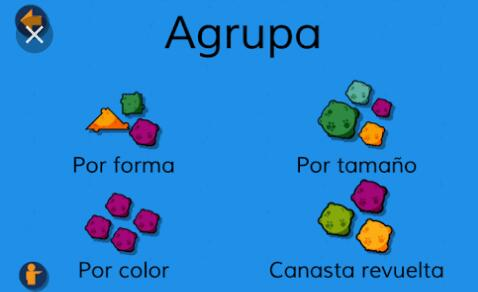 Agrupa
Por forma
Por tamaño
Por color
Canasta revuelta